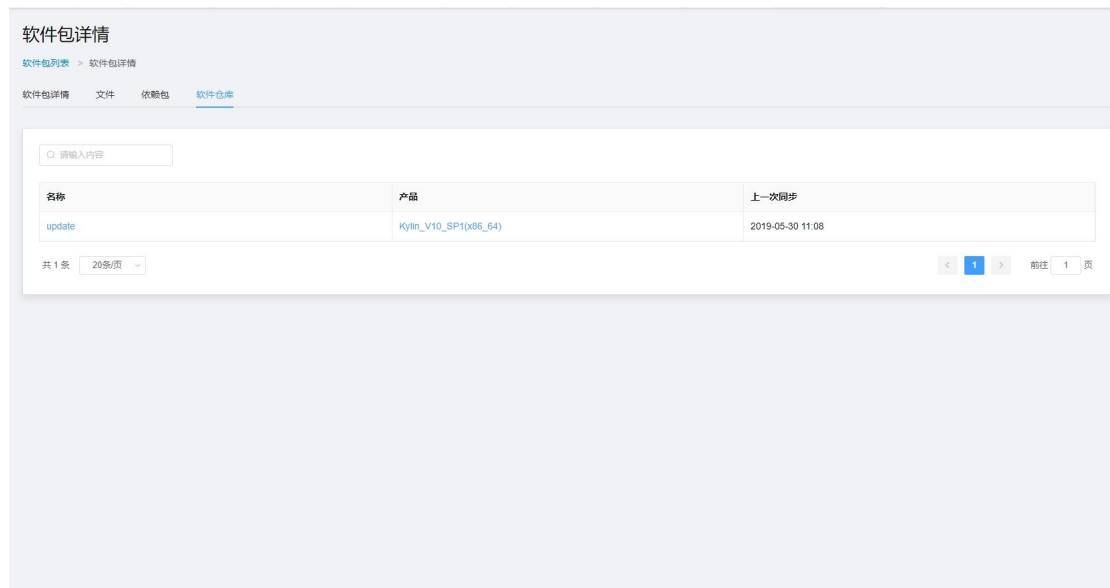 软件包详情
软件包列表 > 软件包详情
软件包详情 文件 依赖包 软件仓库
请输入内容
名称 产品 上一次同步
update Kylin_V10_SP1(x86_64) 2019-05-30 11:08
共 1 条 20条/页 < 1 > 前往 1 页